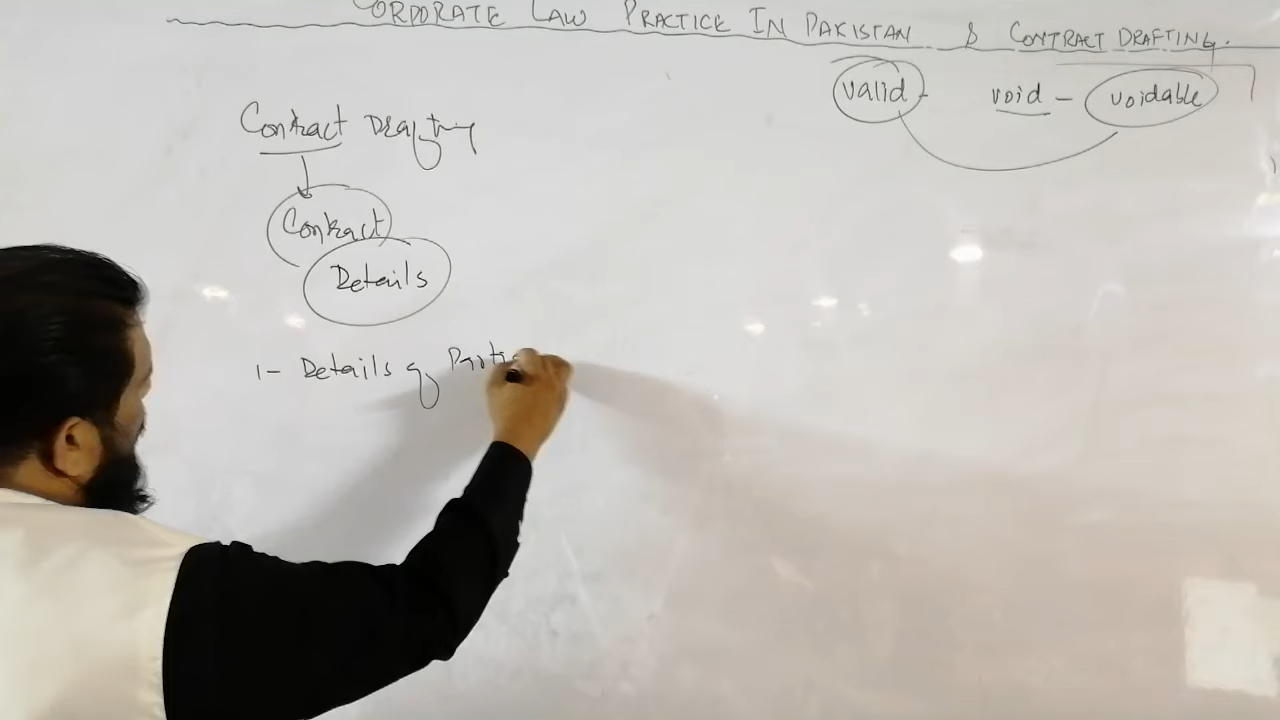 CORPORATE LAW PRACTICE IN PAKISTAN & CONTRACT DRAFTING.
valid - void - voidable
Contract Drafting
Contract
Details
1- Details of Parti